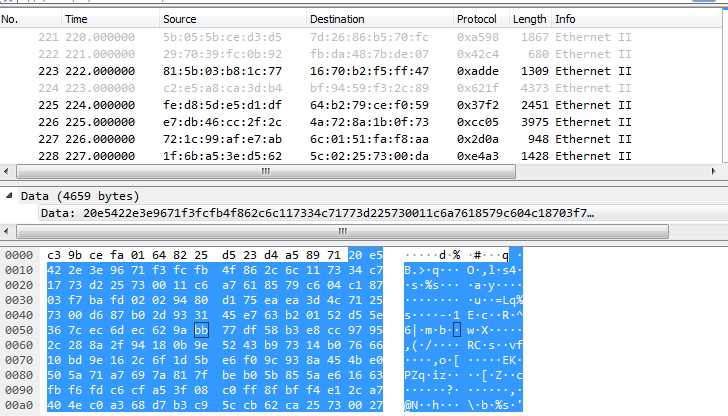 No. Time Source Destination Protocol Length Info
221 220.000000 5b:05:5b:ce:d3:d5 7d:26:86:b5:70:fc 0xa598 1867 Ethernet II
222 221.000000 29:70:39:fc:0b:92 fb:da:48:7b:de:07 0x42c4 680 Ethernet II
223 222.000000 81:5b:03:b8:1c:77 16:70:b2:f5:ff:47 0xadde 1309 Ethernet II
224 223.000000 c2:e5:a8:ca:3d:b4 bf:94:59:f3:2c:89 0x621f 4373 Ethernet II
225 224.000000 fe:d8:5d:e5:d1:df 64:b2:79:ce:f0:59 0x37f2 2451 Ethernet II
226 225.000000 e7:db:46:cc:2f:2c 4a:72:8a:1b:0f:73 0xcc05 3975 Ethernet II
227 226.000000 72:1c:99:af:e7:ab 6c:01:51:fa:f8:aa 0x2d0a 948 Ethernet II
228 227.000000 1f:6b:a5:3e:d5:62 5c:02:25:73:00:da 0xe4a3 1428 Ethernet II
Data (4659 bytes)
Data: 20e5422e3e9671f3fcfb4f862c6c117334c71773d225730011c6a7618579c604c18703f7…
0000 c3 9b ce fa 01 64 82 25 d5 23 d4 a5 89 71 20 e5 ·····d·% ·#···q ·
0010 42 2e 3e 96 71 f3 fc fb 4f 86 2c 6c 11 73 34 c7 B.>·q··· O·,l·s4·
0020 17 73 d2 25 73 00 11 c6 a7 61 85 79 c6 04 c1 87 ·s·%s··· ·a·y····
0030 03 f7 ba fd 02 02 94 80 d1 75 ea ea 3d 4c 71 25 ········ ·u··=Lq%
0040 73 00 d6 87 b0 2d 93 31 45 e7 63 b2 01 52 d5 5e s····-·1 E·c··R·^
0050 36 7c ec 6d ec 62 9a bb 77 df 58 b3 e8 cc 97 95 6|·m·b·· w·X·····
0060 2c 28 8a 2f 94 18 0b 9e 52 43 b9 73 14 b0 76 66 ,(·/···· RC·s··vf
0070 10 bd 9e 16 2c 6f 1d 5b e6 f0 9c 93 8a 45 4b e0 ····,o·[ ·····EK·
0080 50 5a 71 a7 69 7a 81 7f be b0 5b 85 5a e6 16 63 PZq·iz·· ··[·Z··c
0090 fb f6 fd c6 cf a5 3f 08 c0 ff 8f bf f4 e1 2c a7 ······?· ······,·
00a0 40 4e c0 a3 68 d7 b3 c9 5c cb 62 ca 25 73 00 27 @N··h··· \·b·%s·'